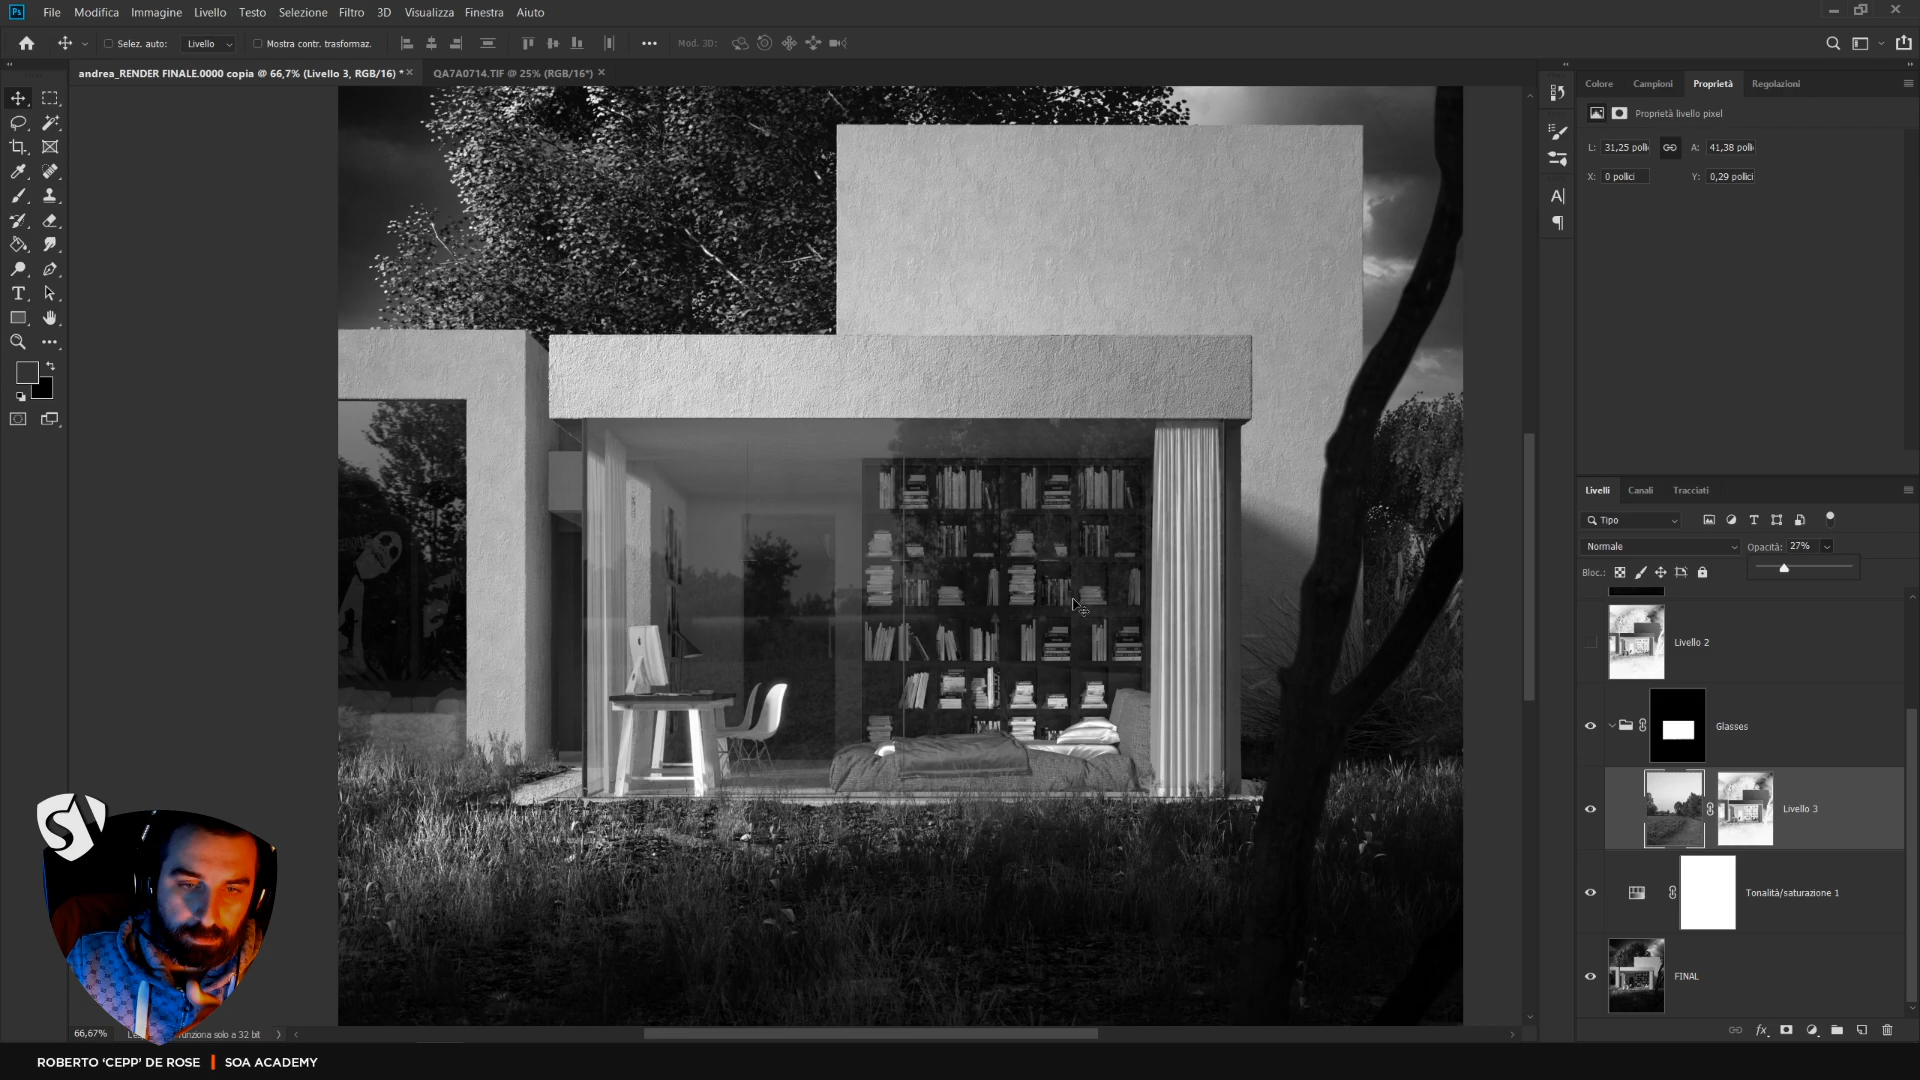 Ps File Modifica Immagine Livello Testo Selezione Filtro 3D Visualizza Finestra Aiuto
Selez. auto: Livello Mostra contr. trasformaz. Mod. 3D:
andrea_RENDER FINALE.0000 copia @ 66,7% (Livello 3, RGB/16) * QA7A0714.TIF @ 25% (RGB/16*)
Colore Campioni Proprietà Regolazioni
Proprietà livello pixel
L: 31,25 polli A: 41,38 polli
X: 0 pollici Y: 0,29 pollici
Livelli Canali Tracciati
Tipo
Normale Opacità: 27%
Bloc.:
Livello 2
Glasses
Livello 3
Tonalità/saturazione 1
FINAL
66,67% funziona solo a 32 bit
ROBERTO ‘CEPP’ DE ROSE | SOA ACADEMY